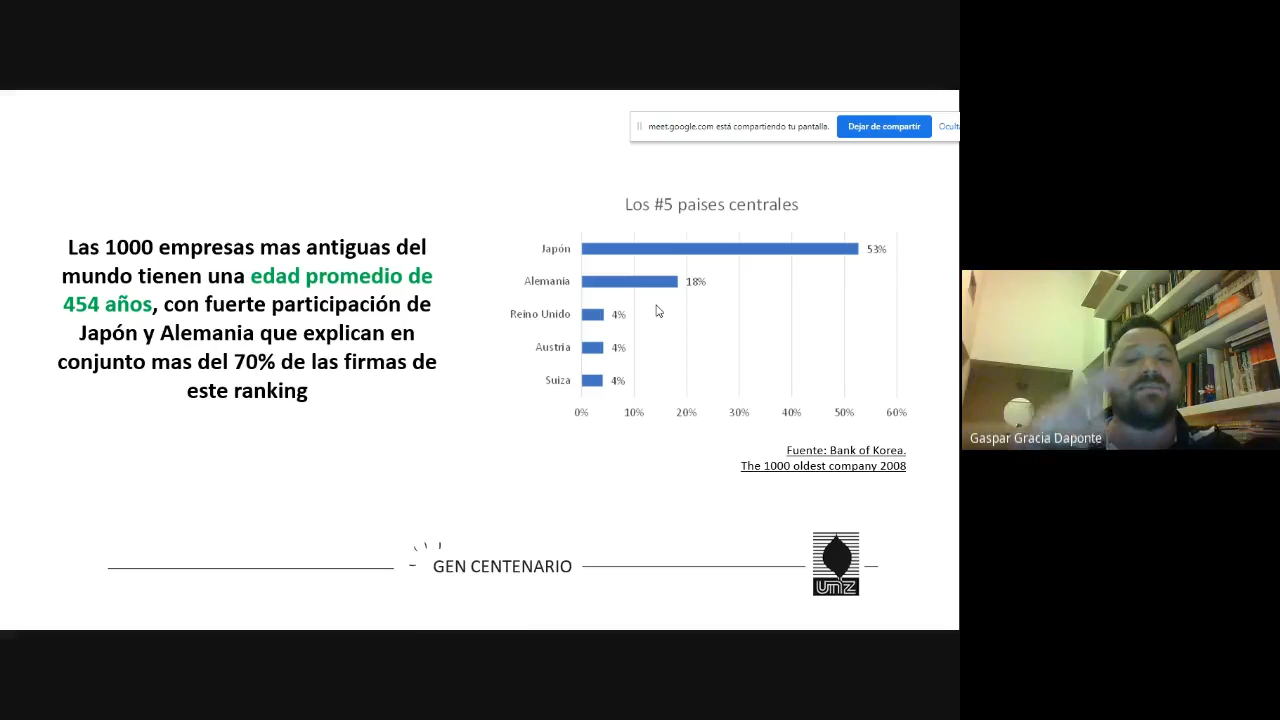 meet.google.com está compartiendo tu pantalla.
Dejar de compartir
Oculta
Los #5 paises centrales
Las 1000 empresas mas antiguas del
mundo tienen una edad promedio de
454 años, con fuerte participación de
Japón y Alemania que explican en
conjunto mas del 70% de las firmas de
este ranking
Japón 53%
Alemania 18%
Reino Unido 4%
Austria 4%
Suiza 4%
0% 10% 20% 30% 40% 50% 60%
Fuente: Bank of Korea.
The 1000 oldest company 2008
Gaspar Gracia Daponte
GEN CENTENARIO